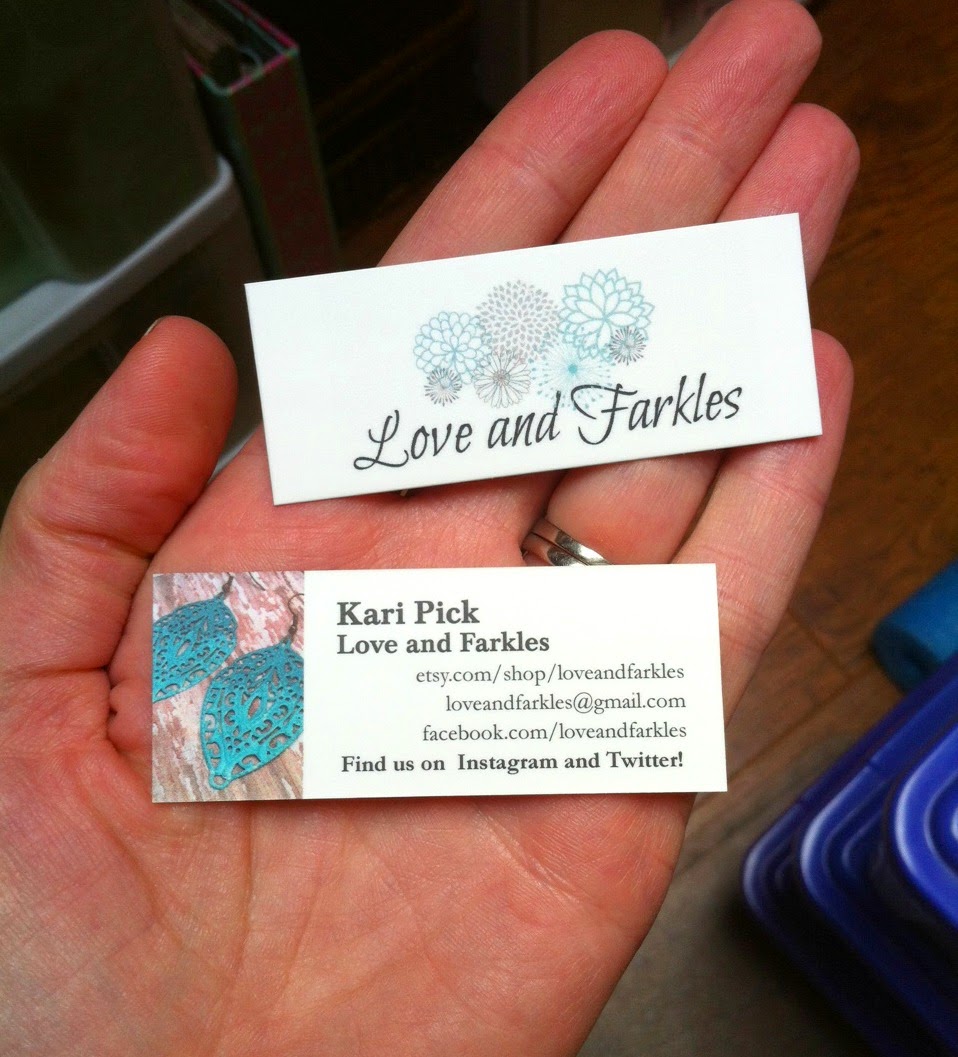 Love and Farkles
Kari Pick
Love and Farkles
etsy.com/shop/loveandfarkles
loveandfarkles@gmail.com
facebook.com/loveandfarkles
Find us on Instagram and Twitter!